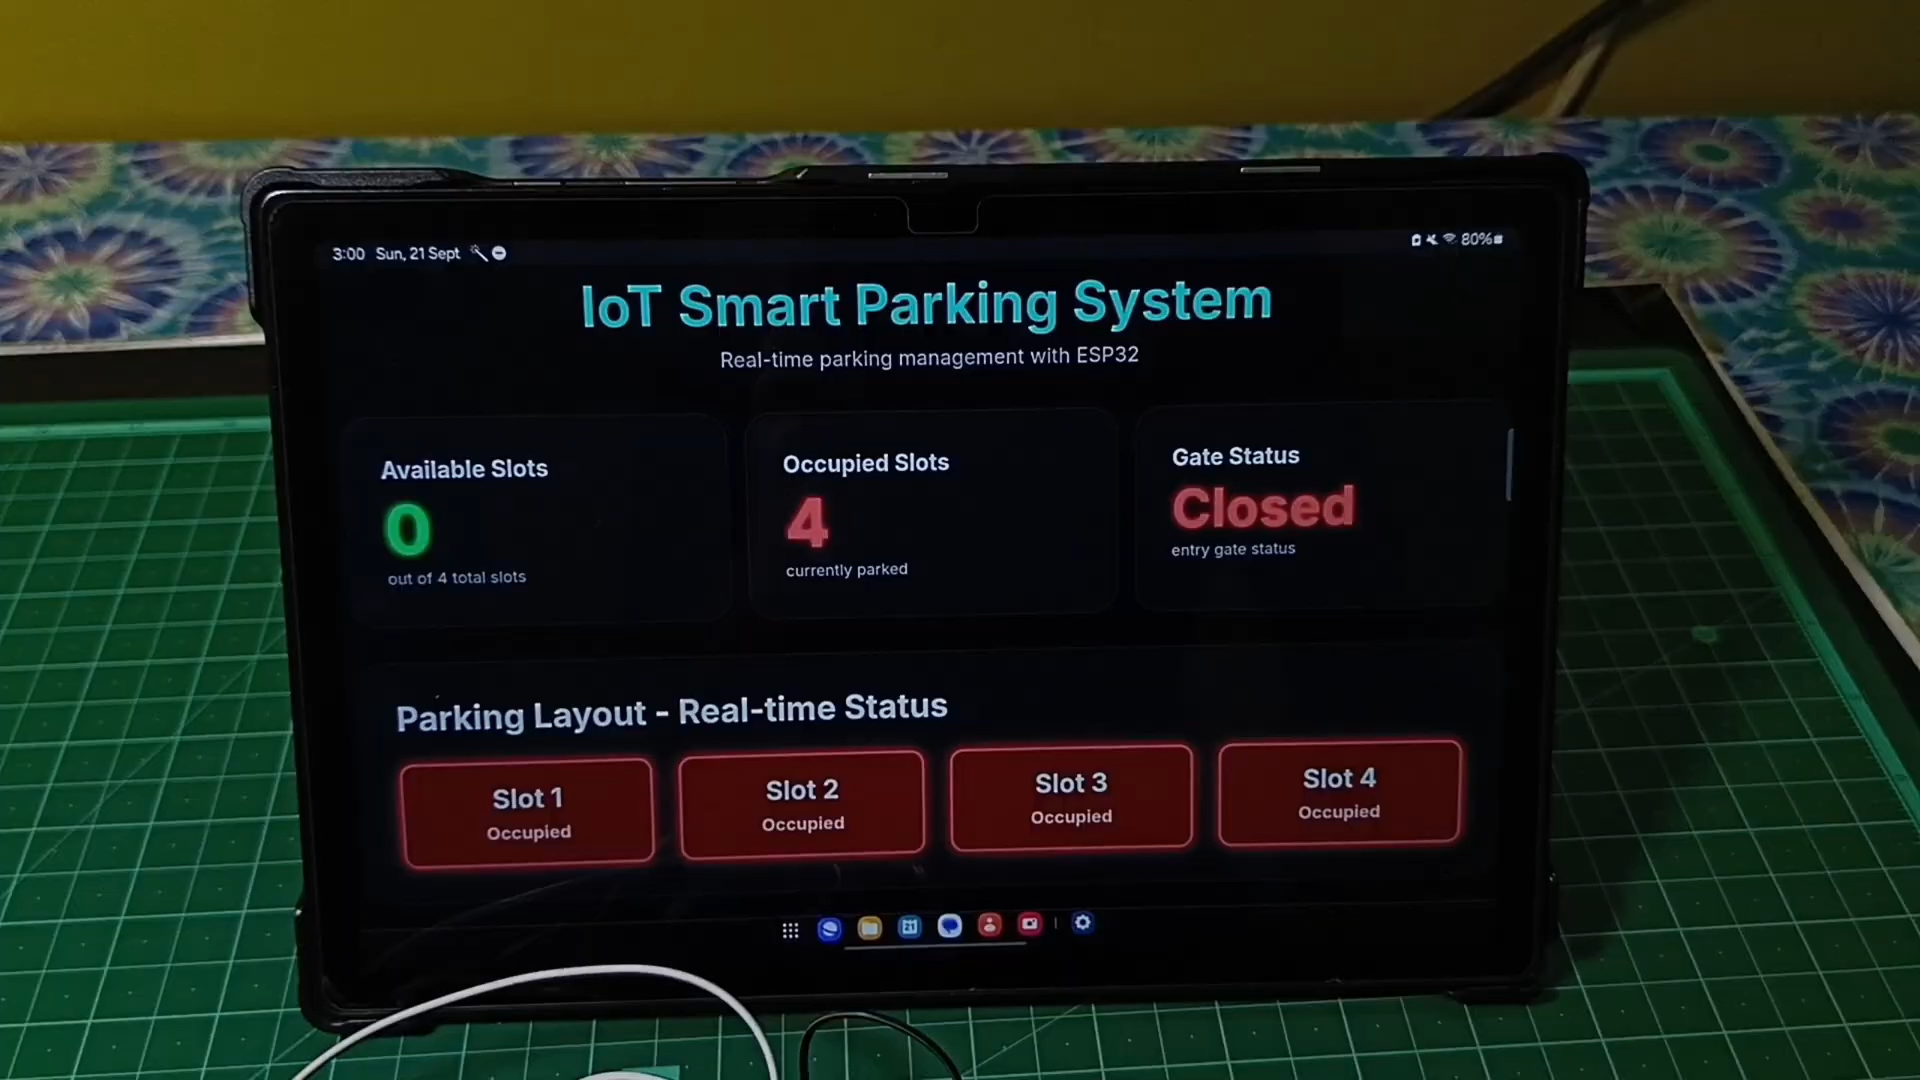 3:00 Sun, 21 Sept
80%
IoT Smart Parking System
Real-time parking management with ESP32
Available Slots
0
out of 4 total slots
Occupied Slots
4
currently parked
Gate Status
Closed
entry gate status
Parking Layout - Real-time Status
Slot 1
Occupied
Slot 2
Occupied
Slot 3
Occupied
Slot 4
Occupied
21